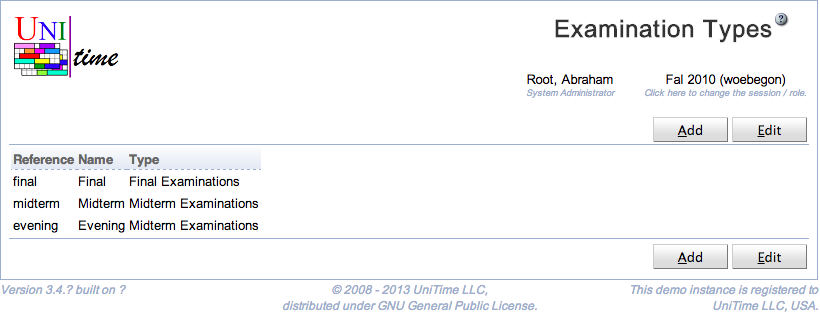 UNI
time
Examination Types
?
Root, Abraham Fal 2010 (woebegon)
System Administrator Click here to change the session / role.
Add Edit
Reference Name Type
final Final Final Examinations
midterm Midterm Midterm Examinations
evening Evening Midterm Examinations
Add Edit
Version 3.4.? built on ? © 2008 - 2013 UniTime LLC, This demo instance is registered to
distributed under GNU General Public License. UniTime LLC, USA.